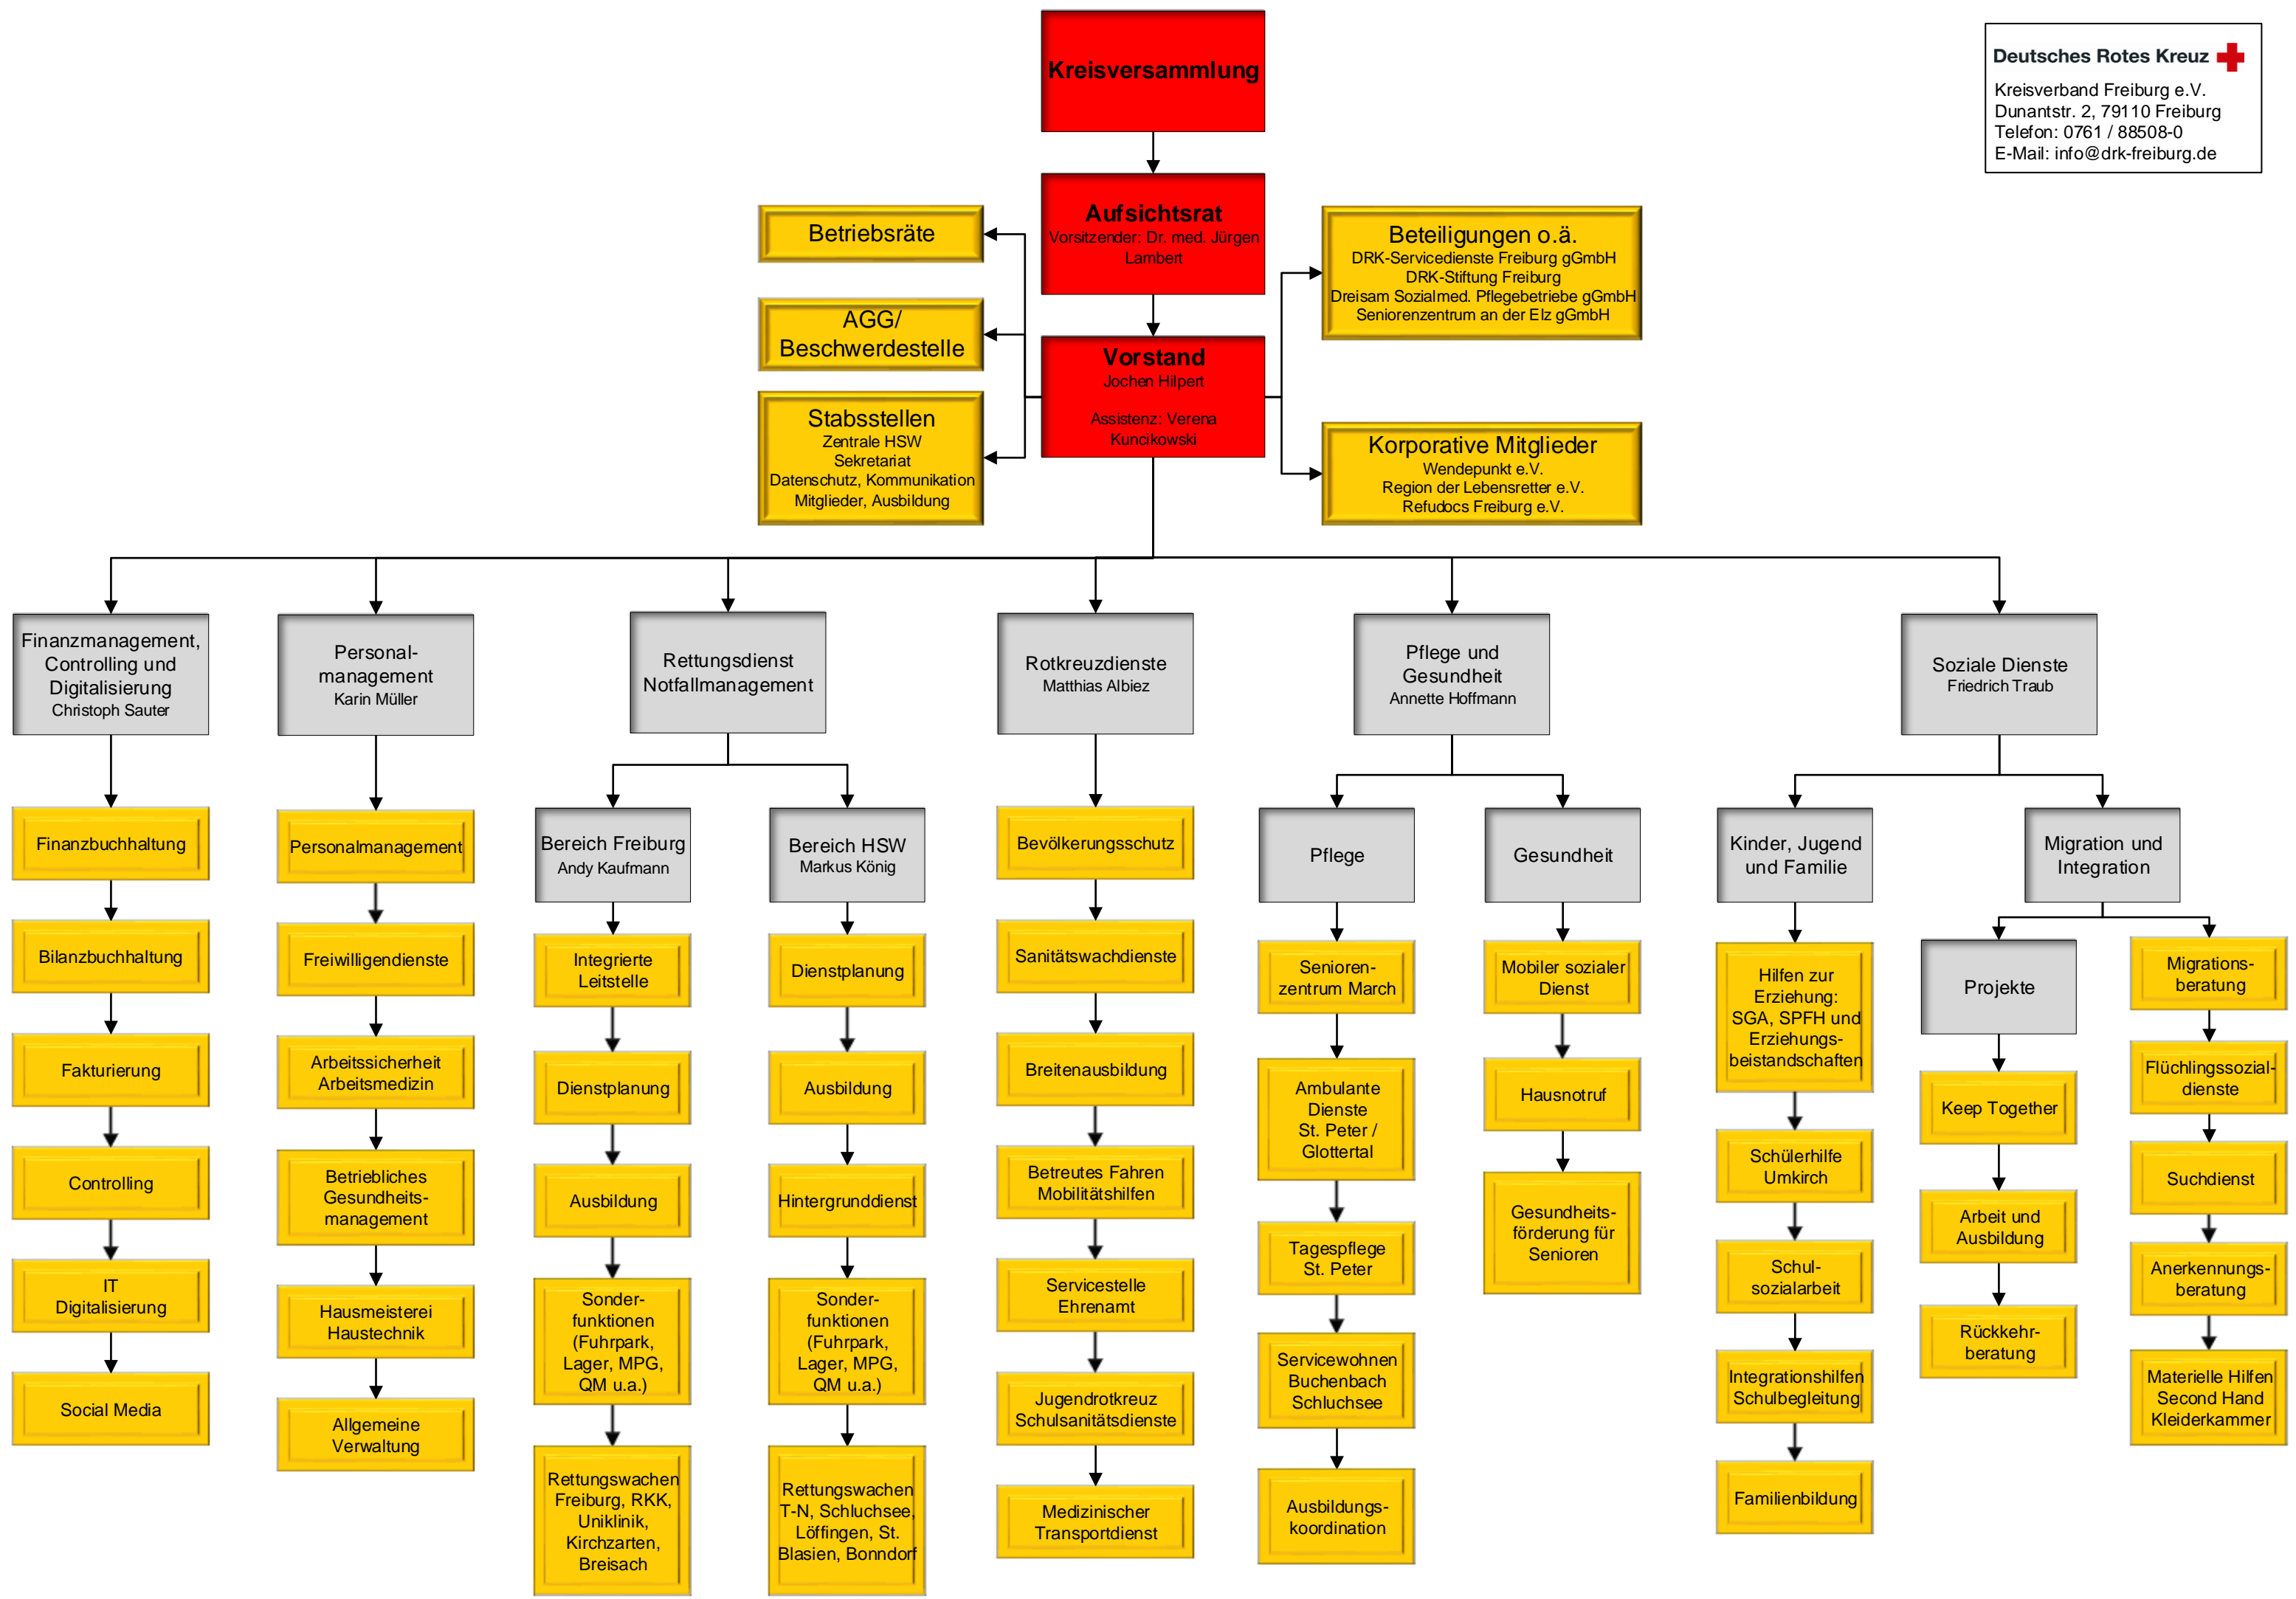 Kreisversammlung
Deutsches Rotes Kreuz
Kreisverband Freiburg e.V.
Dunantstr. 2, 79110 Freiburg
Telefon: 0761 / 88508-0
E-Mail: info@drk-freiburg.de
Aufsichtsrat
Vorsitzender: Dr. med. Jürgen
Lambert
Betriebsräte
AGG/
Beschwerdestelle
Stabsstellen
Zentrale HSW
Sekretariat
Datenschutz, Kommunikation
Mitglieder, Ausbildung
Vorstand
Jochen Hilpert
Assistenz: Verena
Kuncikowski
Beteiligungen o.ä.
DRK-Servicedienste Freiburg gGmbH
DRK-Stiftung Freiburg
Dreisam Sozialmed. Pflegebetriebe gGmbH
Seniorenzentrum an der Elz gGmbH
Korporative Mitglieder
Wendepunkt e.V.
Region der Lebensretter e.V.
Refudocs Freiburg e.V.
Finanzmanagement,
Controlling und
Digitalisierung
Christoph Sauter
Finanzbuchhaltung
Bilanzbuchhaltung
Fakturierung
Controlling
IT
Digitalisierung
Social Media
Personal-
management
Karin Müller
Personalmanagement
Freiwilligendienste
Arbeitssicherheit
Arbeitsmedizin
Betriebliches
Gesundheits-
management
Hausmeisterei
Haustechnik
Allgemeine
Verwaltung
Rettungsdienst
Notfallmanagement
Bereich Freiburg
Andy Kaufmann
Integrierte
Leitstelle
Dienstplanung
Ausbildung
Sonder-
funktionen
(Fuhrpark,
Lager, MPG,
QM u.a.)
Rettungswachen
Freiburg, RKK,
Uniklinik,
Kirchzarten,
Breisach
Bereich HSW
Markus König
Dienstplanung
Ausbildung
Hintergrunddienst
Sonder-
funktionen
(Fuhrpark,
Lager, MPG,
QM u.a.)
Rettungswachen
T-N, Schluchsee,
Löffingen, St.
Blasien, Bonndorf
Rotkreuzdienste
Matthias Albiez
Bevölkerungsschutz
Sanitätswachdienste
Breitenausbildung
Betreutes Fahren
Mobilitätshilfen
Servicestelle
Ehrenamt
Jugendrotkreuz
Schulsanitätsdienste
Medizinischer
Transportdienst
Pflege und
Gesundheit
Annette Hoffmann
Pflege
Senioren-
zentrum March
Ambulante
Dienste
St. Peter /
Glottertal
Tagespflege
St. Peter
Servicewohnen
Buchenbach
Schluchsee
Ausbildungs-
koordination
Gesundheit
Mobiler sozialer
Dienst
Hausnotruf
Gesundheits-
förderung für
Senioren
Soziale Dienste
Friedrich Traub
Kinder, Jugend
und Familie
Hilfen zur
Erziehung:
SGA, SPFH und
Erziehungs-
beistandschaften
Schülerhilfe
Umkirch
Schul-
sozialarbeit
Integrationshilfen
Schulbegleitung
Familienbildung
Migration und
Integration
Projekte
Keep Together
Arbeit und
Ausbildung
Rückkehr-
beratung
Migrations-
beratung
Flüchlingssozial-
dienste
Suchdienst
Anerkennungs-
beratung
Materielle Hilfen
Second Hand
Kleiderkammer